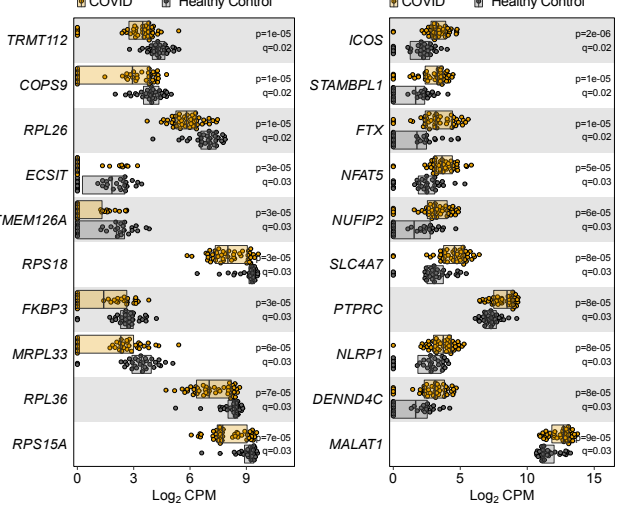 COVID Healthy Control
TRMT112 p=1e-05
q=0.02
COPS9 p=1e-05
q=0.02
RPL26 p=1e-05
q=0.02
ECSIT p=3e-05
q=0.03
MEM126A p=3e-05
q=0.03
RPS18 p=3e-05
q=0.03
FKBP3 p=3e-05
q=0.03
MRPL33 p=6e-05
q=0.03
RPL36 p=7e-05
q=0.03
RPS15A p=7e-05
q=0.03
0 3 6 9
Log2 CPM
COVID Healthy Control
ICOS p=2e-06
q=0.02
STAMBPL1 p=1e-05
q=0.02
FTX p=1e-05
q=0.02
NFAT5 p=5e-05
q=0.03
NUFIP2 p=6e-05
q=0.03
SLC4A7 p=8e-05
q=0.03
PTPRC p=8e-05
q=0.03
NLRP1 p=8e-05
q=0.03
DENND4C p=8e-05
q=0.03
MALAT1 p=9e-05
q=0.03
0 5 10 15
Log2 CPM